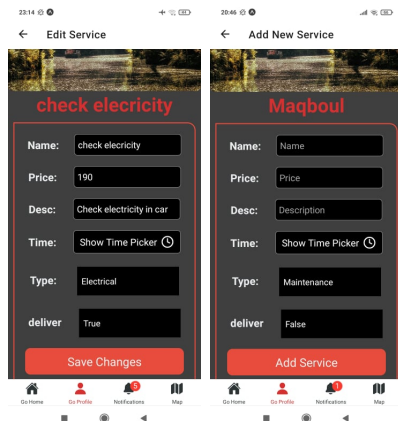 23:14
Edit Service
check elecricity
Name: check elecricity
Price: 190
Desc: Check electricity in car
Time: Show Time Picker
Type: Electrical
deliver True
Save Changes
5
Go Home Go Profile Notifications Map
20:46
Add New Service
Maqboul
Name: Name
Price: Price
Desc: Description
Time: Show Time Picker
Type: Maintenance
deliver False
Add Service
1
Go Home Go Profile Notifications Map